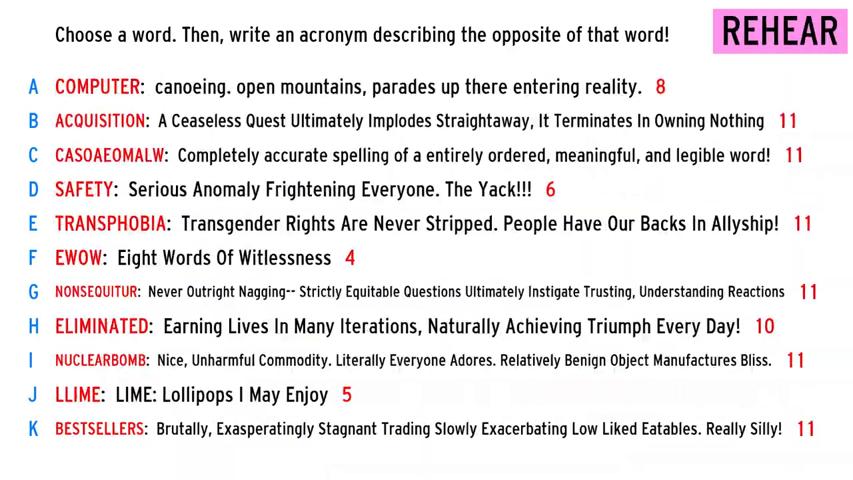 Choose a word. Then, write an acronym describing the opposite of that word!
REHEAR
A COMPUTER: canoeing. open mountains, parades up there entering reality. 8
B ACQUISITION: A Ceaseless Quest Ultimately Implodes Straightaway, It Terminates In Owning Nothing 11
C CASOAEOMALW: Completely accurate spelling of a entirely ordered, meaningful, and legible word! 11
D SAFETY: Serious Anomaly Frightening Everyone. The Yack!!! 6
E TRANSPHOBIA: Transgender Rights Are Never Stripped. People Have Our Backs In Allyship! 11
F EWOW: Eight Words Of Witlessness 4
G NONSEQUITUR: Never Outright Nagging-- Strictly Equitable Questions Ultimately Instigate Trusting, Understanding Reactions 11
H ELIMINATED: Earning Lives In Many Iterations, Naturally Achieving Triumph Every Day! 10
I NUCLEARBOMB: Nice, Unharmful Commodity. Literally Everyone Adores. Relatively Benign Object Manufactures Bliss. 11
J LLIME: LIME: Lollipops I May Enjoy 5
K BESTSELLERS: Brutally, Exasperatingly Stagnant Trading Slowly Exacerbating Low Liked Eatables. Really Silly! 11